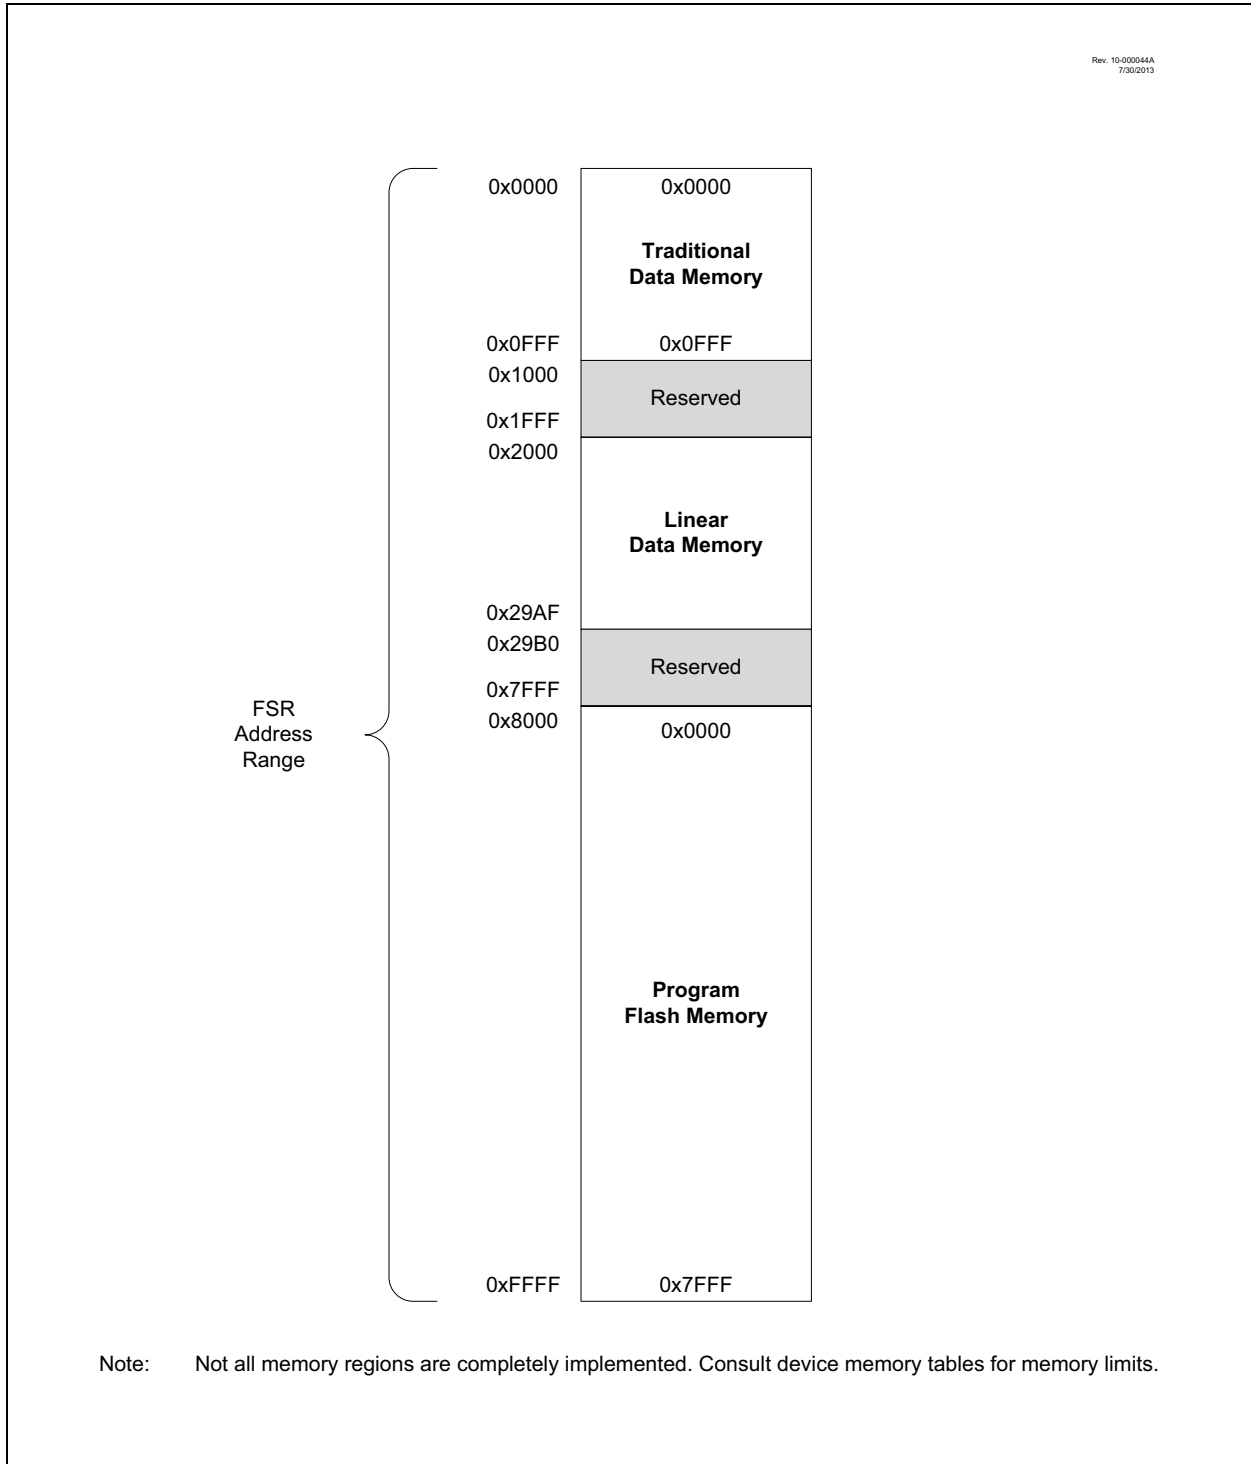 Rev. 10-000044A
7/30/2013
0x0000 0x0000
Traditional
Data Memory
0x0FFF 0x0FFF
0x1000
Reserved
0x1FFF
0x2000
Linear
Data Memory
0x29AF
0x29B0
Reserved
0x7FFF
FSR
Address
Range
0x8000 0x0000
Program
Flash Memory
0xFFFF 0x7FFF
Note: Not all memory regions are completely implemented. Consult device memory tables for memory limits.